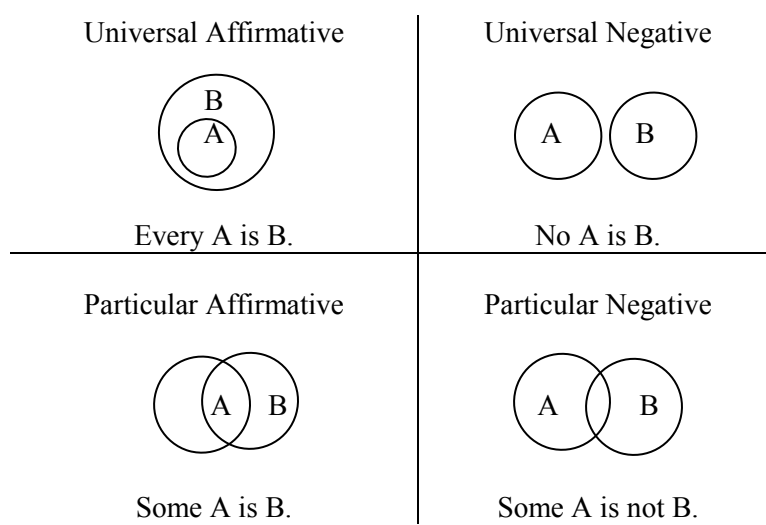 Universal Affirmative
B
A
Every A is B.
Universal Negative
A B
No A is B.
Particular Affirmative
A B
Some A is B.
Particular Negative
A B
Some A is not B.